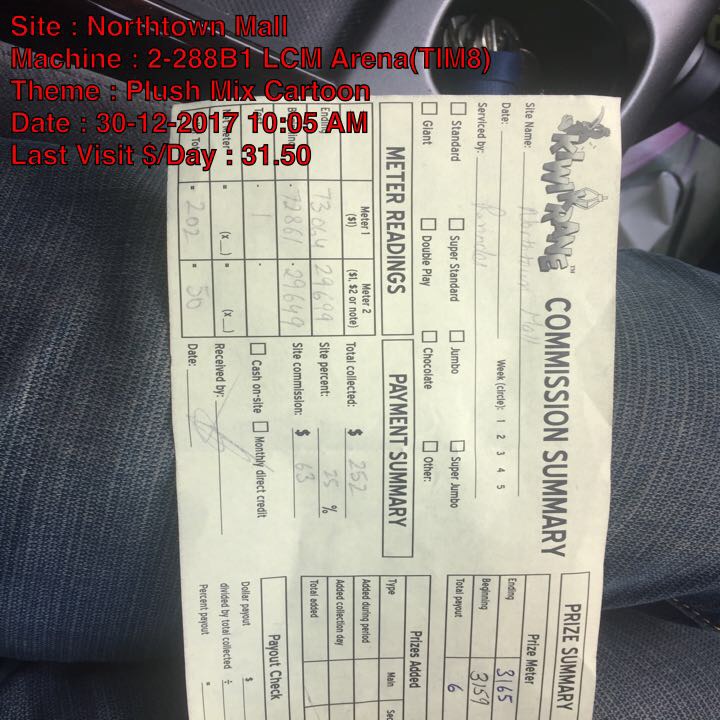 Site : Northtown Mall
Machine : 2-288B1 LCM Arena(TIM8)
Theme : Plush Mix Cartoon
Date : 30-12-2017 10:05 AM
Last Visit $/Day : 31.50
KIWIKRANE™ COMMISSION SUMMARY
Site Name: Northtown Mall
Date: Week (circle): 1 2 3 4 5
Serviced by:
☐ Standard ☐ Super Standard ☐ Jumbo ☐ Super Jumbo
☐ Giant ☐ Double Play ☐ Chocolate ☐ Other:
METER READINGS
Meter 1 ($1) Meter 2 ($1, $2 or note)
Ending 73064 29699
72861 29649
1
= (x __) = (x __)
= 202 = 50
PAYMENT SUMMARY
Total collected: $ 252
Site percent: 25 %
Site commission: $ 63
☐ Cash on-site ☐ Monthly direct credit
Received by:
Date:
PRIZE SUMMARY
Prize Meter
Ending 3165
Beginning 3159
Total payout 6
Prizes Added
Type Main
Added during period
Added collection day
Total added
Payout Check
Dollar payout $
divided by total collected ÷
Percent payout =